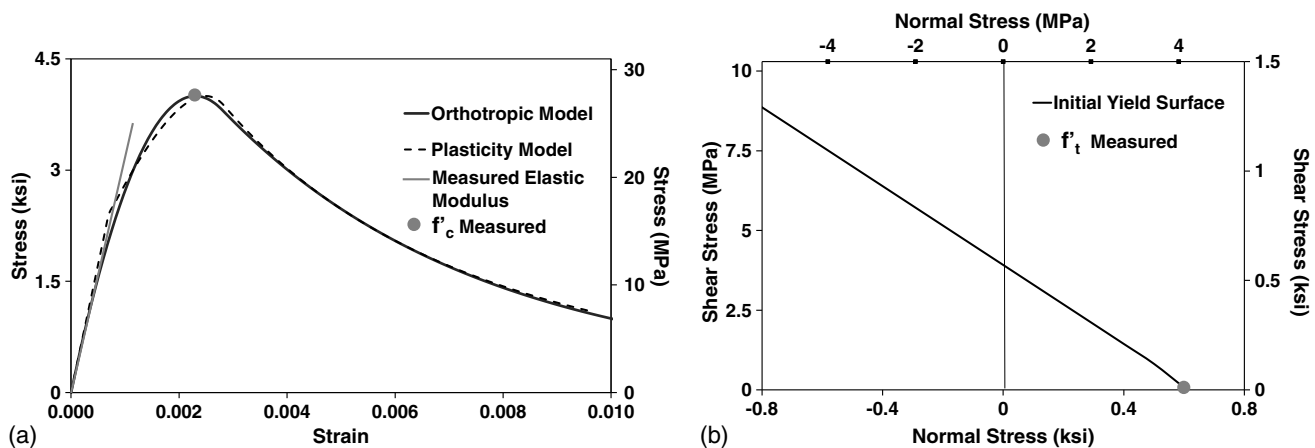 4.5
3
1.5
0
Stress (ksi)
0.000
0.002
0.004
0.006
0.008
0.010
Strain
30
20
10
0
Stress (MPa)
Orthotropic Model
Plasticity Model
Measured Elastic
Modulus
f'c Measured
(a)
Normal Stress (MPa)
-4
-2
0
2
4
10
7.5
5
2.5
0
Shear Stress (MPa)
1.5
1
0.5
0
Shear Stress (ksi)
Initial Yield Surface
f't Measured
-0.8
-0.4
0
0.4
0.8
Normal Stress (ksi)
(b)